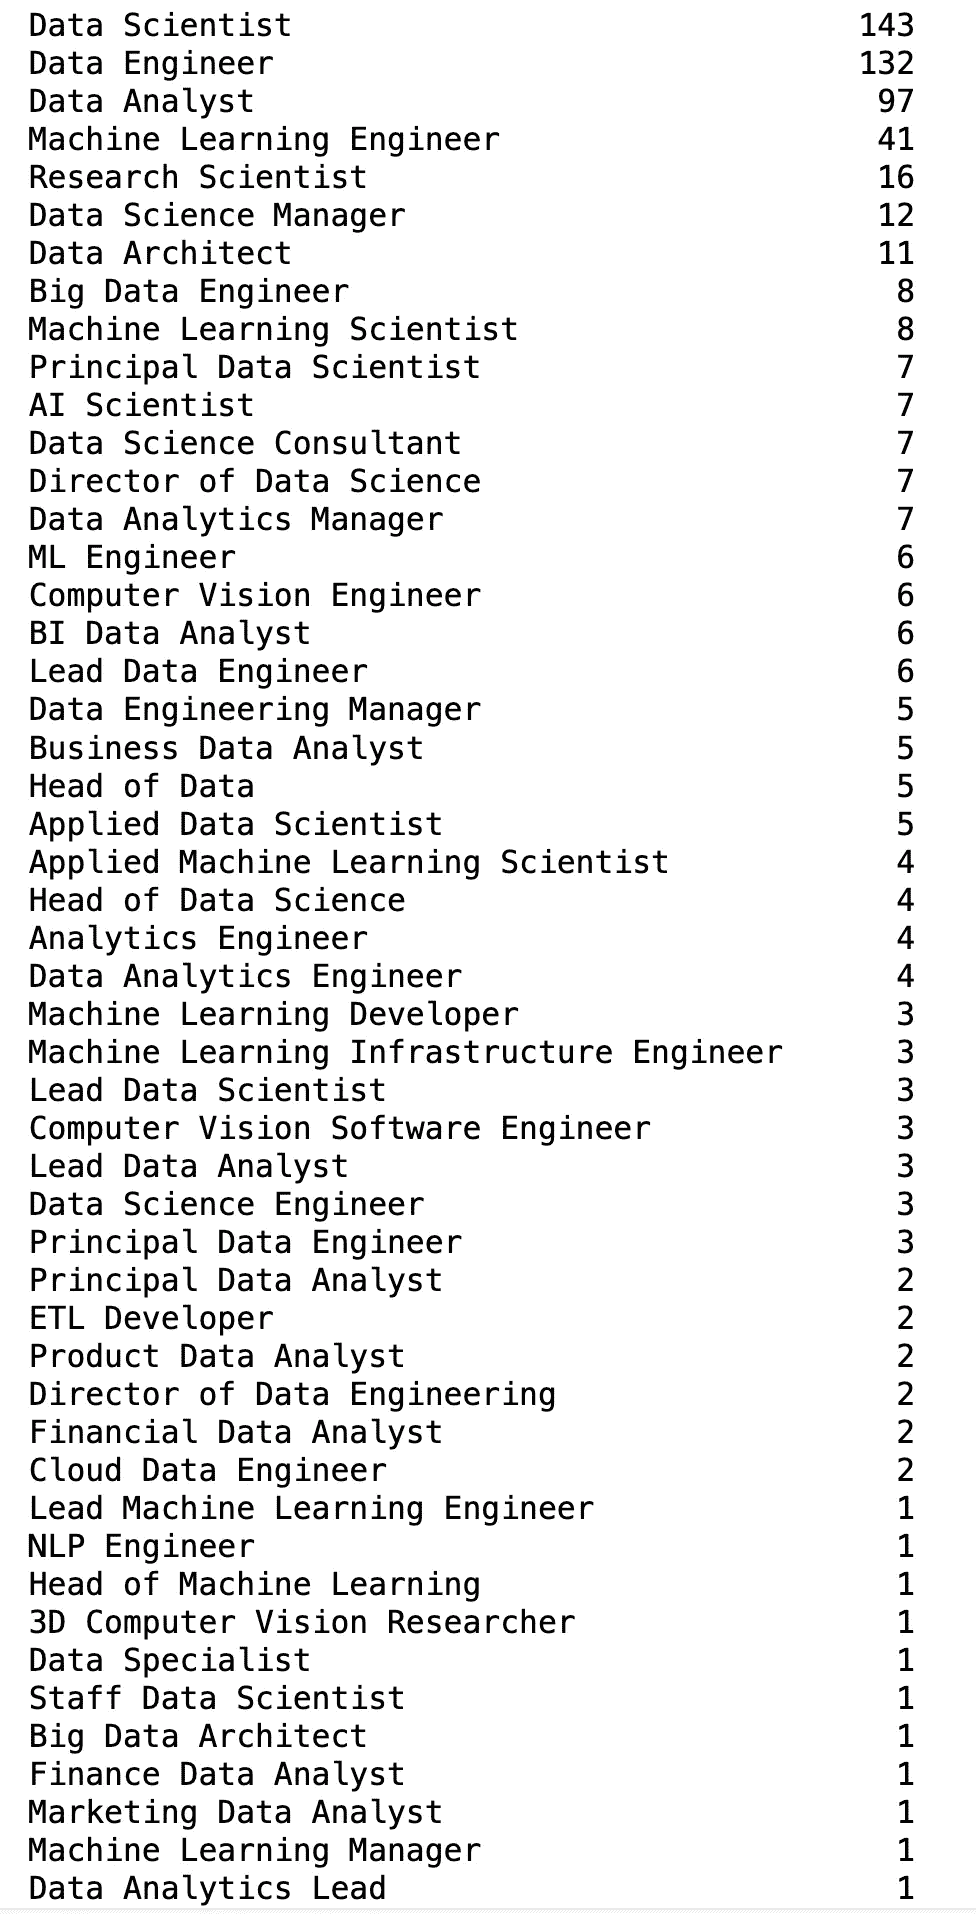 Data Scientist 143
Data Engineer 132
Data Analyst 97
Machine Learning Engineer 41
Research Scientist 16
Data Science Manager 12
Data Architect 11
Big Data Engineer 8
Machine Learning Scientist 8
Principal Data Scientist 7
AI Scientist 7
Data Science Consultant 7
Director of Data Science 7
Data Analytics Manager 7
ML Engineer 6
Computer Vision Engineer 6
BI Data Analyst 6
Lead Data Engineer 6
Data Engineering Manager 5
Business Data Analyst 5
Head of Data 5
Applied Data Scientist 5
Applied Machine Learning Scientist 4
Head of Data Science 4
Analytics Engineer 4
Data Analytics Engineer 4
Machine Learning Developer 3
Machine Learning Infrastructure Engineer 3
Lead Data Scientist 3
Computer Vision Software Engineer 3
Lead Data Analyst 3
Data Science Engineer 3
Principal Data Engineer 3
Principal Data Analyst 2
ETL Developer 2
Product Data Analyst 2
Director of Data Engineering 2
Financial Data Analyst 2
Cloud Data Engineer 2
Lead Machine Learning Engineer 1
NLP Engineer 1
Head of Machine Learning 1
3D Computer Vision Researcher 1
Data Specialist 1
Staff Data Scientist 1
Big Data Architect 1
Finance Data Analyst 1
Marketing Data Analyst 1
Machine Learning Manager 1
Data Analytics Lead 1